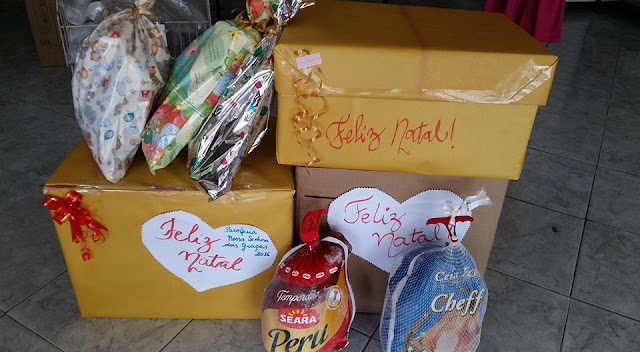 Feliz Natal!
Feliz
Natal
Paróquia
Nossa Senhora
das Graças
2016
Feliz
Natal
Temperado
SEARA
Peru
Cheff